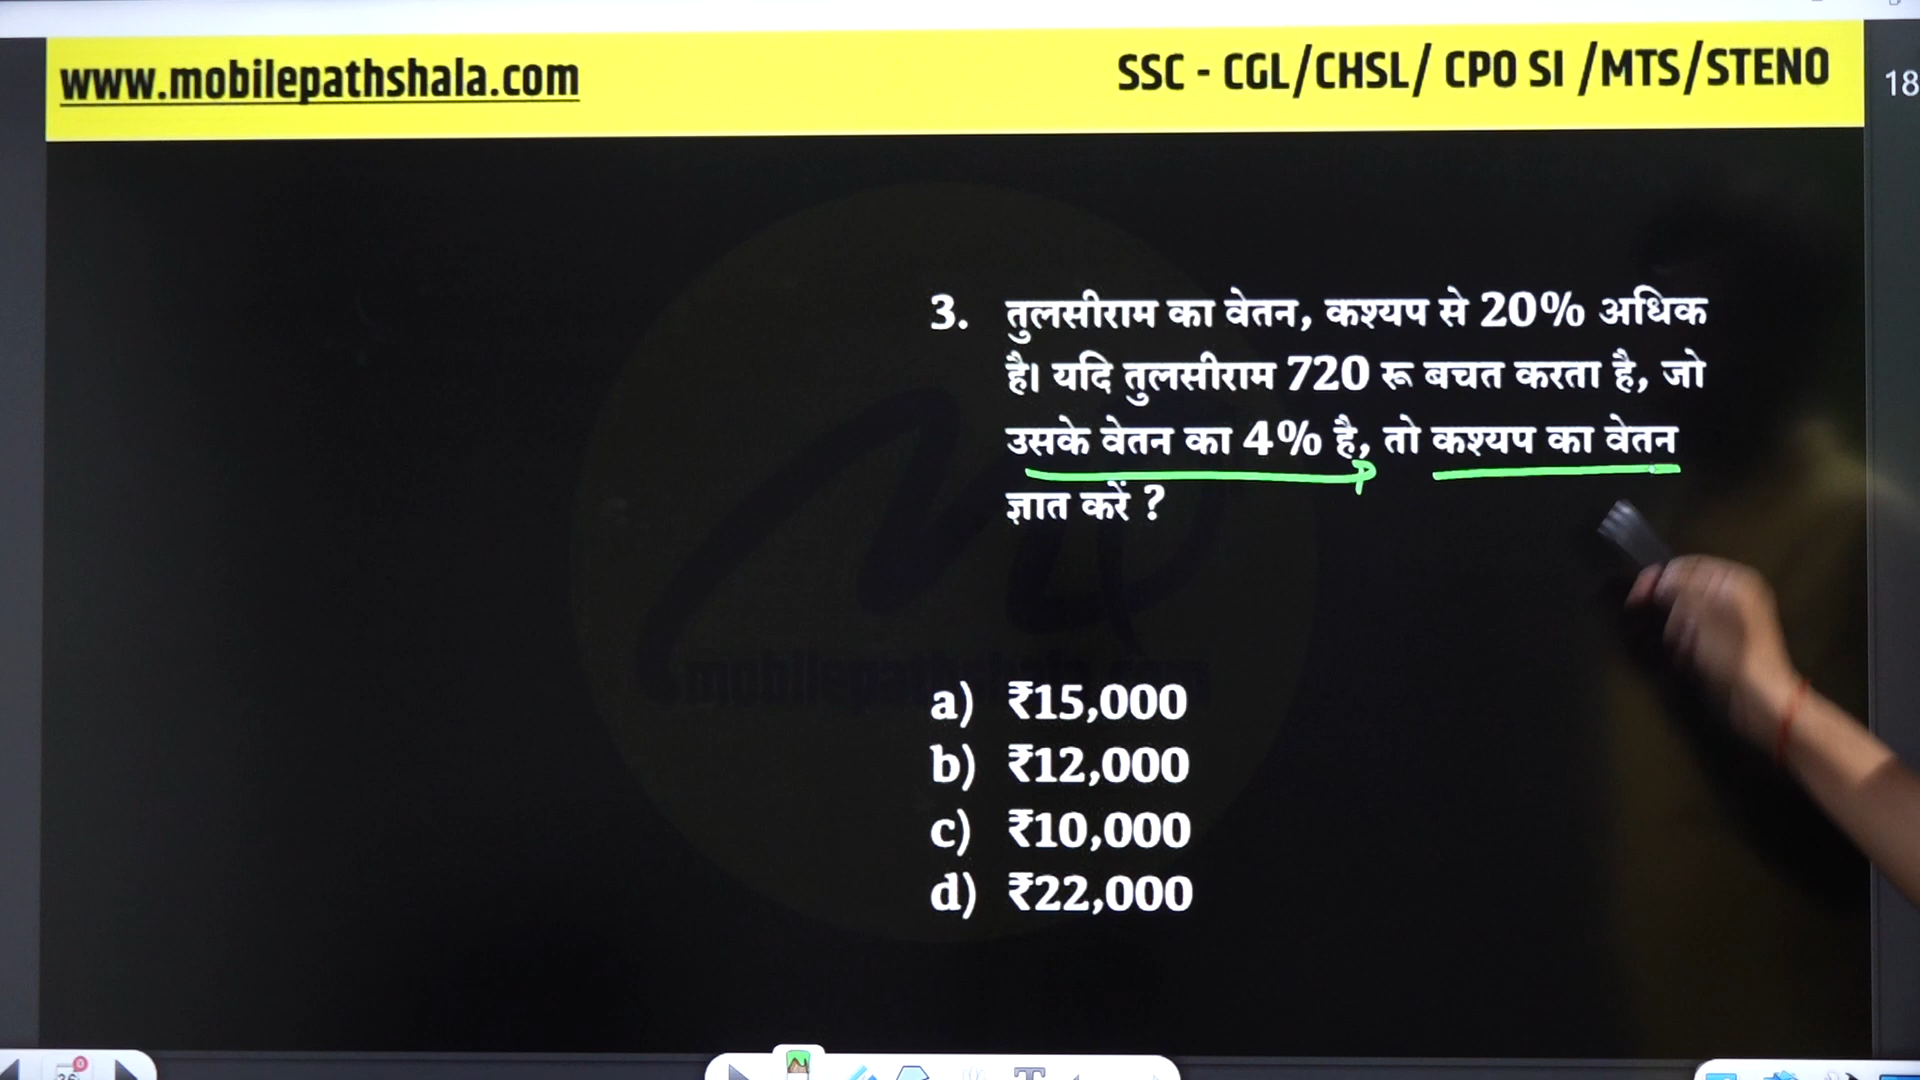 www.mobilepathshala.com
SSC - CGL/CHSL/ CPO SI /MTS/STENO
18
3. तुलसीराम का वेतन, कश्यप से 20% अधिक
है। यदि तुलसीराम 720 रू बचत करता है, जो
उसके वेतन का 4% है, तो कश्यप का वेतन
ज्ञात करें ?
mobilepathshala.com
a) ₹15,000
b) ₹12,000
c) ₹10,000
d) ₹22,000